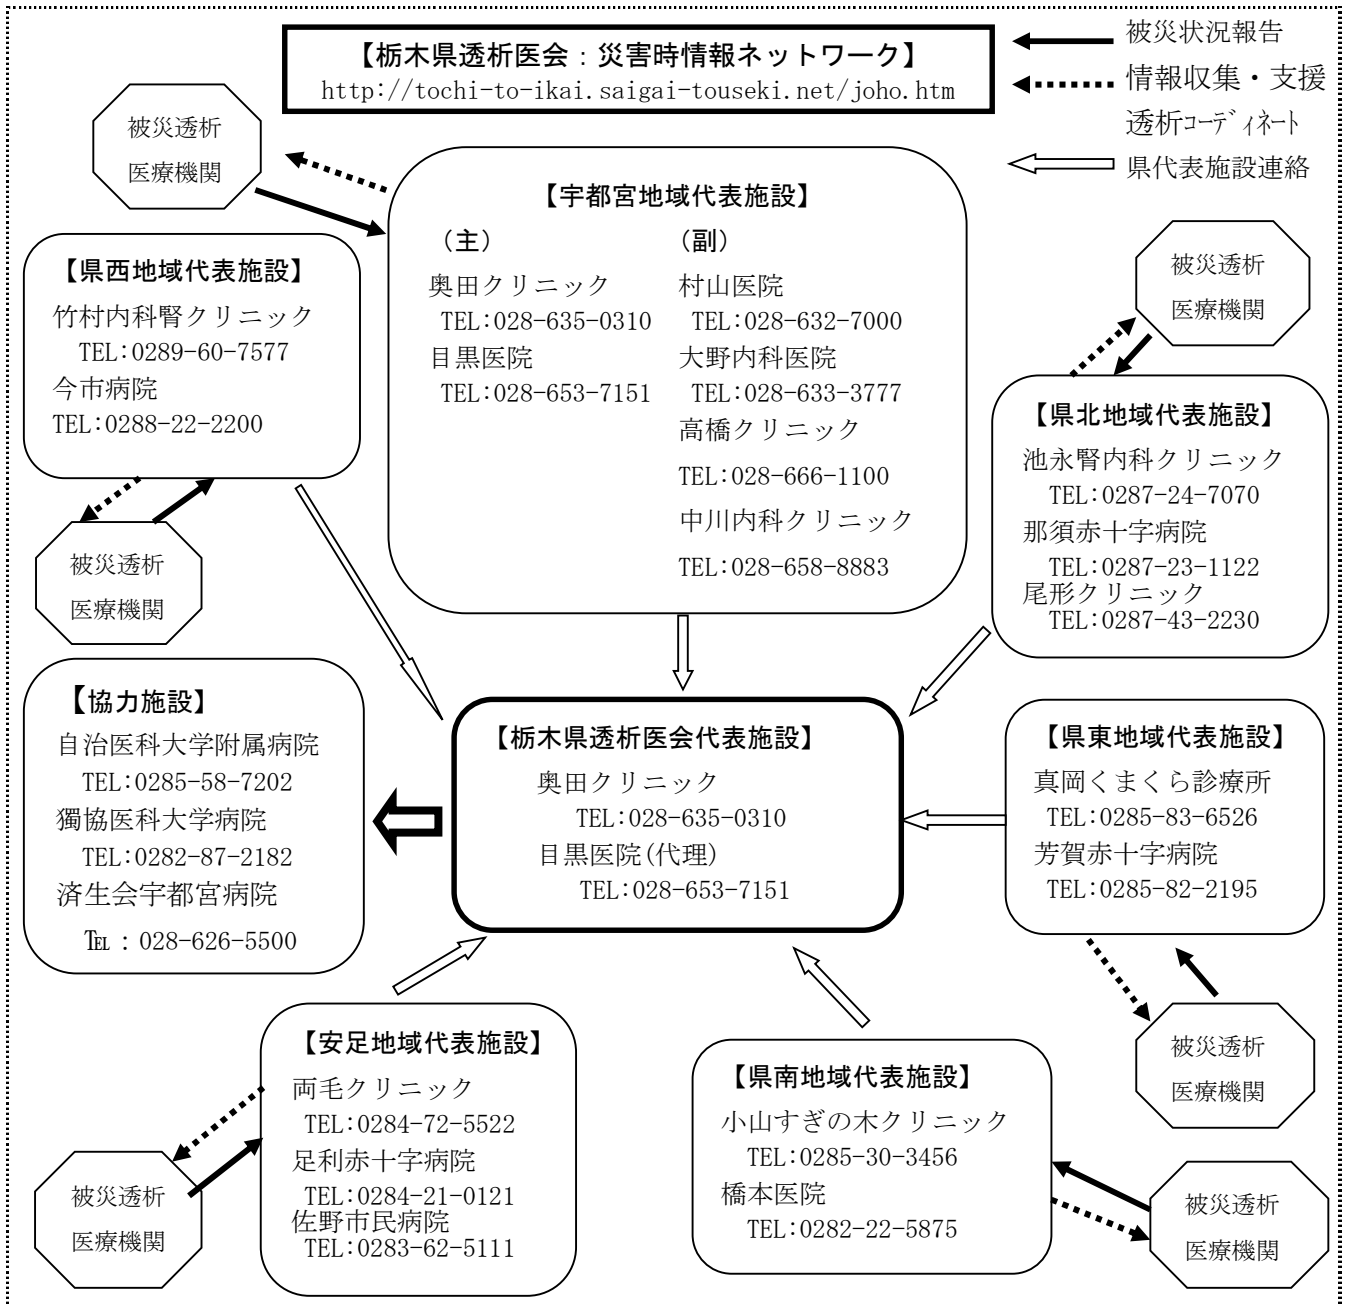 【栃木県透析医会：災害時情報ネットワーク】
http://tochi-to-ikai.saigai-touseki.net/joho.htm
被災状況報告
情報収集・支援
透析ｺｰﾃﾞｨﾈｰﾄ
県代表施設連絡
被災透析
医療機関
【宇都宮地域代表施設】
（主）
奥田クリニック
TEL:028-635-0310
目黒医院
TEL:028-653-7151
（副）
村山医院
TEL:028-632-7000
大野内科医院
TEL:028-633-3777
高橋クリニック
TEL:028-666-1100
中川内科クリニック
TEL:028-658-8883
【県西地域代表施設】
竹村内科腎クリニック
TEL:0289-60-7577
今市病院
TEL:0288-22-2200
被災透析
医療機関
被災透析
医療機関
【県北地域代表施設】
池永腎内科クリニック
TEL:0287-24-7070
那須赤十字病院
TEL:0287-23-1122
尾形クリニック
TEL:0287-43-2230
【協力施設】
自治医科大学附属病院
TEL:0285-58-7202
獨協医科大学病院
TEL:0282-87-2182
済生会宇都宮病院
℡：028-626-5500
【栃木県透析医会代表施設】
奥田クリニック
TEL:028-635-0310
目黒医院(代理)
TEL:028-653-7151
【県東地域代表施設】
真岡くまくら診療所
TEL:0285-83-6526
芳賀赤十字病院
TEL:0285-82-2195
被災透析
医療機関
【安足地域代表施設】
両毛クリニック
TEL:0284-72-5522
足利赤十字病院
TEL:0284-21-0121
佐野市民病院
TEL:0283-62-5111
被災透析
医療機関
【県南地域代表施設】
小山すぎの木クリニック
TEL:0285-30-3456
橋本医院
TEL:0282-22-5875
被災透析
医療機関